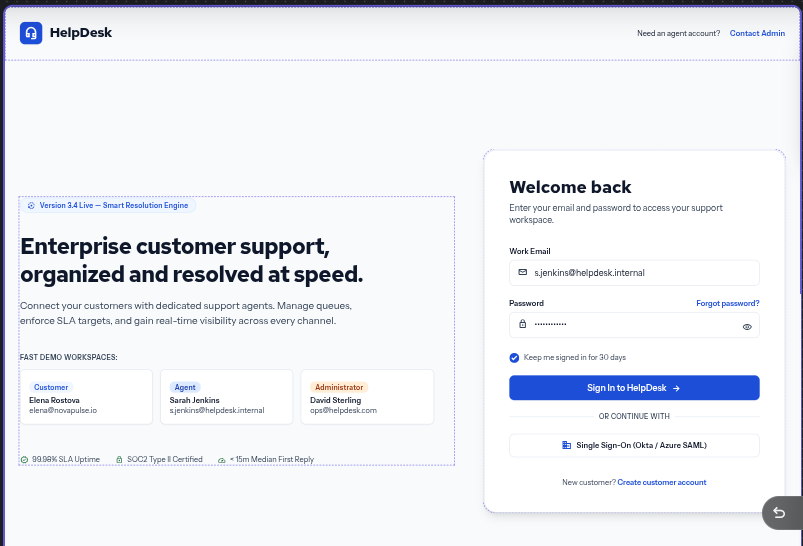 HelpDesk
Need an agent account? Contact Admin
Version 3.4 Live — Smart Resolution Engine
Enterprise customer support,
organized and resolved at speed.
Connect your customers with dedicated support agents. Manage queues,
enforce SLA targets, and gain real-time visibility across every channel.
FAST DEMO WORKSPACES:
Customer
Elena Rostova
elena@novapulse.io
Agent
Sarah Jenkins
s.jenkins@helpdesk.internal
Administrator
David Sterling
ops@helpdesk.com
99.98% SLA Uptime
SOC2 Type II Certified
< 15m Median First Reply
Welcome back
Enter your email and password to access your support
workspace.
Work Email
s.jenkins@helpdesk.internal
Password Forgot password?
••••••••••••
Keep me signed in for 30 days
Sign In to HelpDesk →
OR CONTINUE WITH
Single Sign-On (Okta / Azure SAML)
New customer? Create customer account